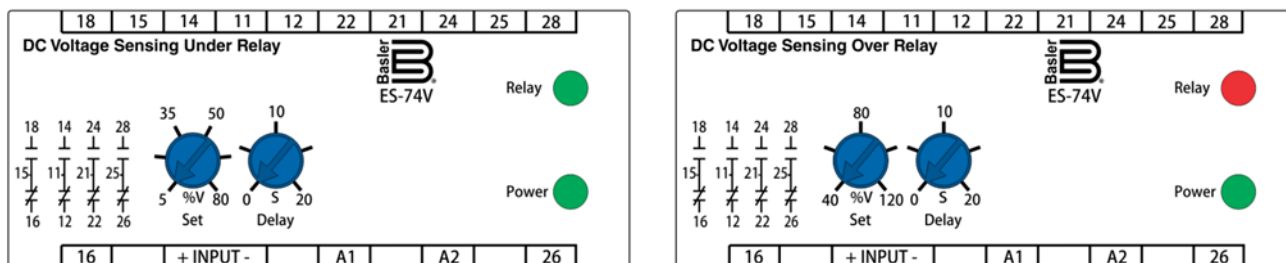 18 15 14 11 12 22 21 24 25 28
DC Voltage Sensing Under Relay
Basler
B
ES-74V
Relay
35 50
10
18 14 24 28
15 11 21 25
16 12 22 26
5 %V 80
Set
0 S 20
Delay
Power
16 + INPUT - A1 A2 26
18 15 14 11 12 22 21 24 25 28
DC Voltage Sensing Over Relay
Basler
B
ES-74V
Relay
80
10
18 14 24 28
15 11 21 25
16 12 22 26
40 %V 120
Set
0 S 20
Delay
Power
16 + INPUT - A1 A2 26